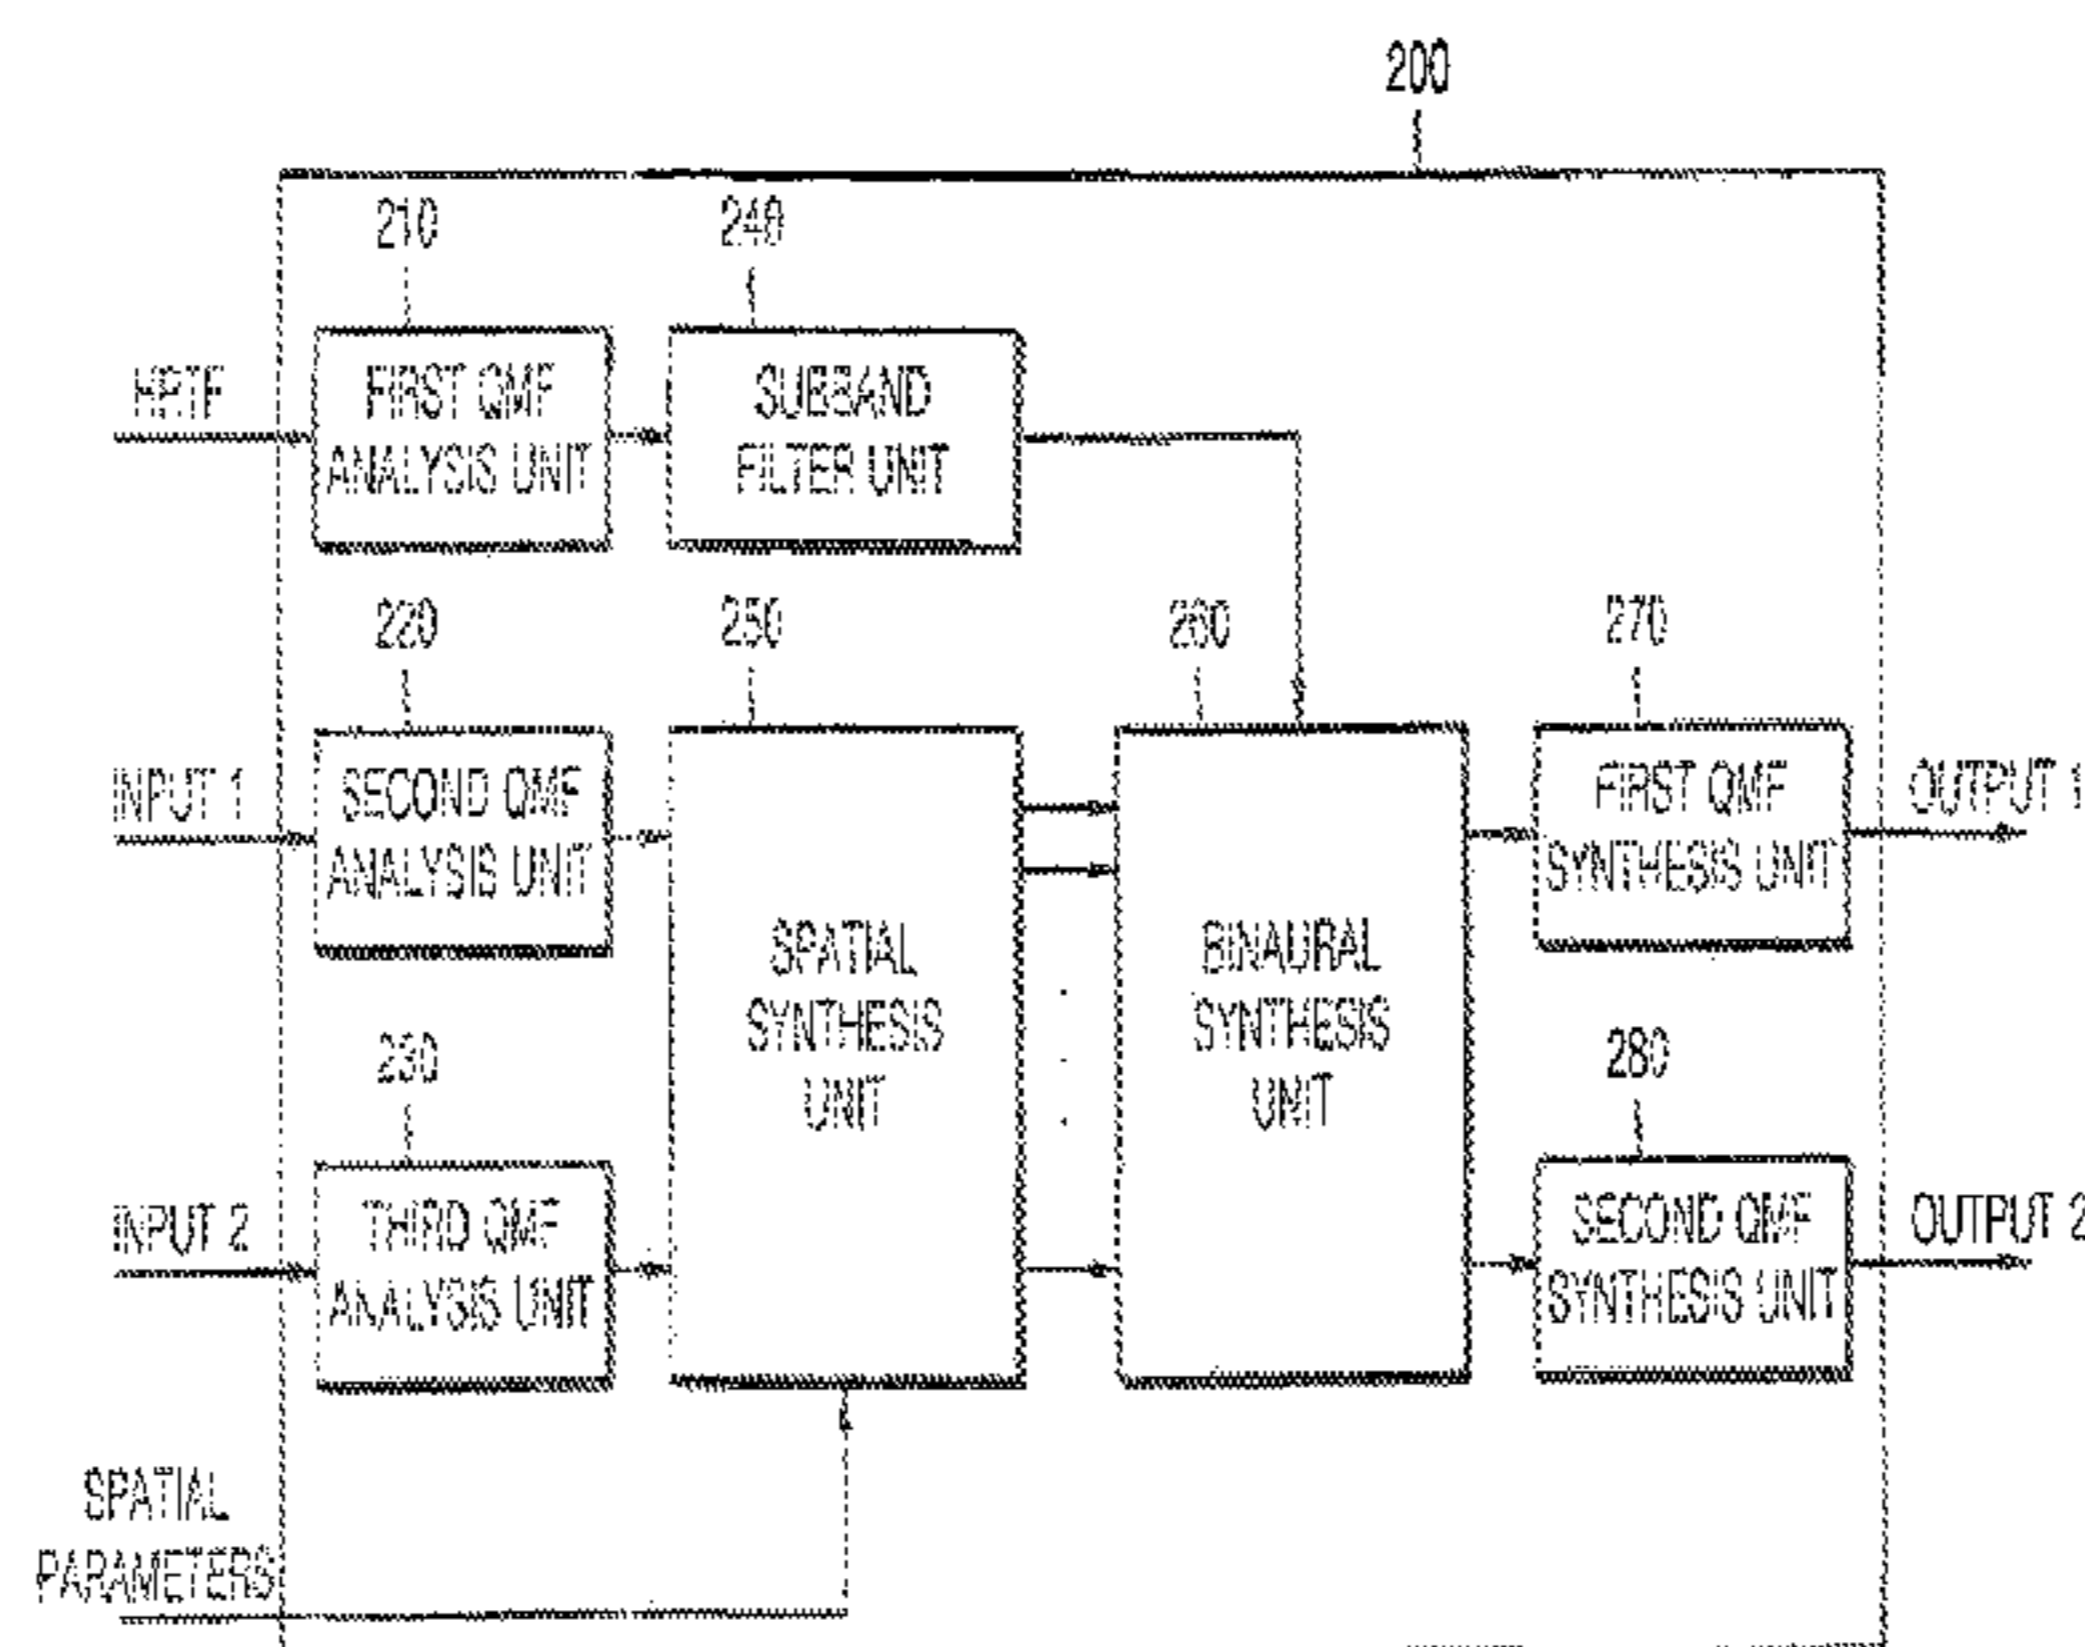 200
210
240
HRTF
FIRST QMF
ANALYSIS UNIT
SUBBAND
FILTER UNIT
220
250
260
270
INPUT 1
SECOND QMF
ANALYSIS UNIT
FIRST QMF
SYNTHESIS UNIT
OUTPUT 1
SPATIAL
SYNTHESIS
UNIT
BINAURAL
SYNTHESIS
UNIT
230
280
INPUT 2
THIRD QMF
ANALYSIS UNIT
SECOND QMF
SYNTHESIS UNIT
OUTPUT 2
SPATIAL
PARAMETERS